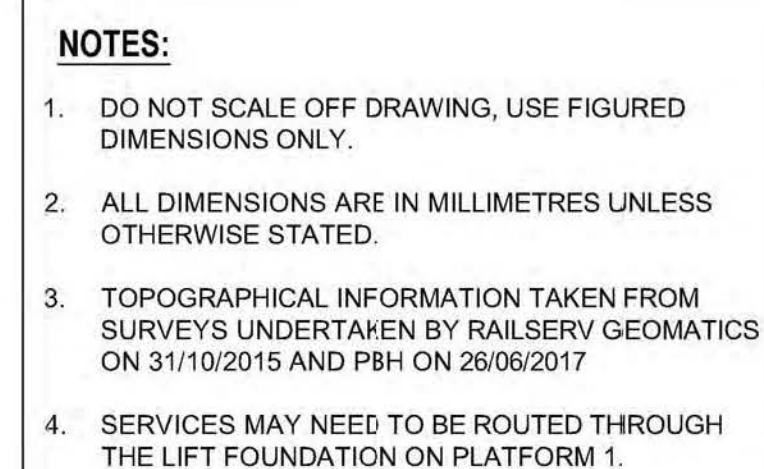 NOTES:
1. DO NOT SCALE OFF DRAWING, USE FIGURED
DIMENSIONS ONLY.
2. ALL DIMENSIONS ARE IN MILLIMETRES UNLESS
OTHERWISE STATED.
3. TOPOGRAPHICAL INFORMATION TAKEN FROM
SURVEYS UNDERTAKEN BY RAILSERV GEOMATICS
ON 31/10/2015 AND PBH ON 26/06/2017
4. SERVICES MAY NEED TO BE ROUTED THROUGH
THE LIFT FOUNDATION ON PLATFORM 1.